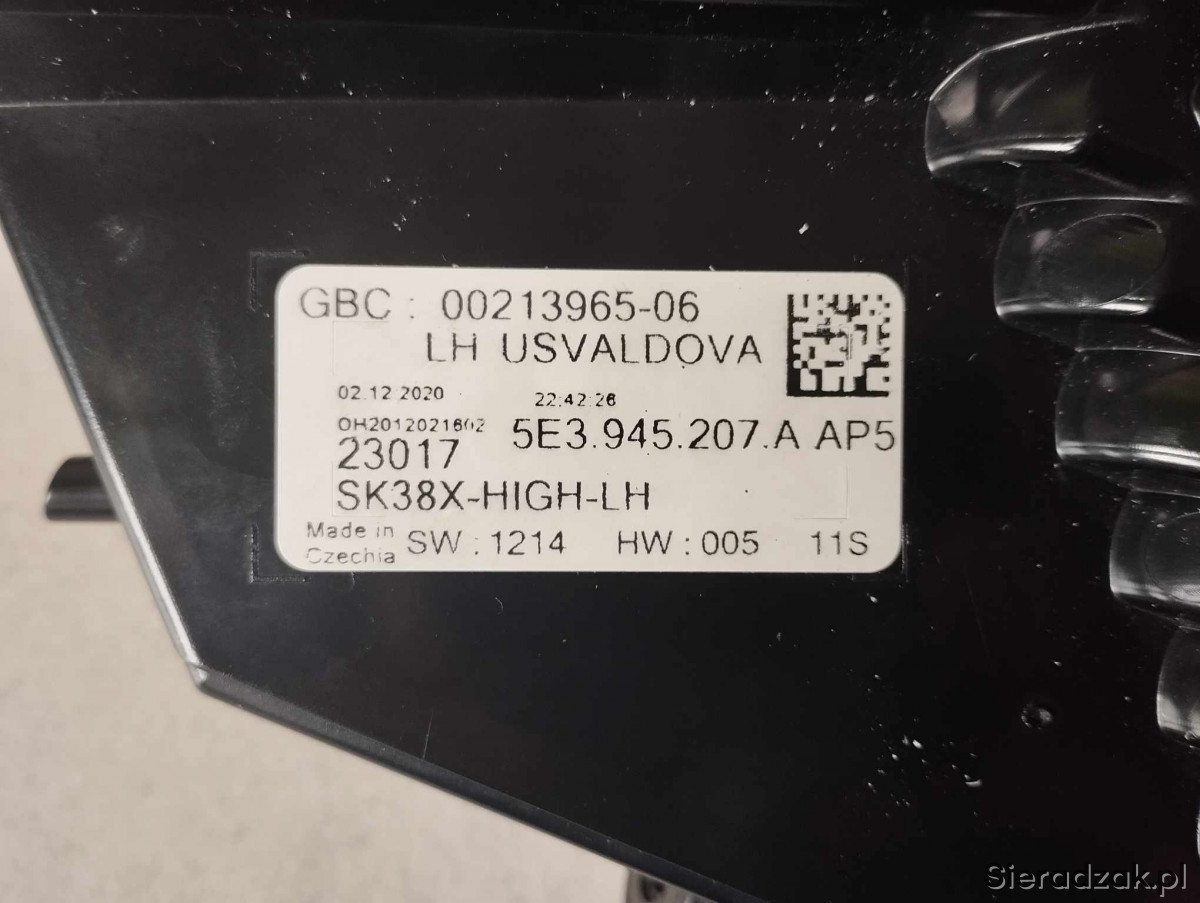 GBC : 00213965-06
LH USVALDOVA
02.12 2020 22:42:26
OH2012021602
5E3.945.207.A AP5
23017
SK38X-HIGH-LH
Made in
Czechia
SW : 1214 HW : 005 11S
Sieradzak.pl